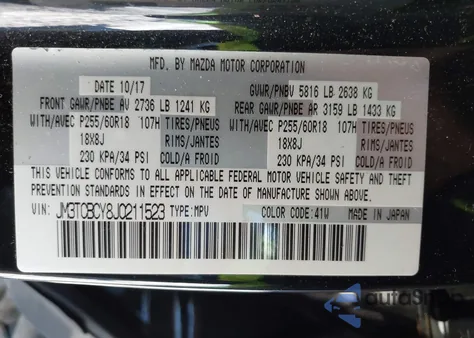 MFD. BY MAZDA MOTOR CORPORATION
DATE 10/17 GVWR/PNBV 5816 LB 2638 KG
FRONT GAWR/PNBE AV 2736 LB 1241 KG REAR GAWR/PNBE AR 3159 LB 1433 KG
WITH/AVEC P255/60R18 107H TIRES/PNEUS WITH/AVEC P255/60R18 107H TIRES/PNEUS
18X8J 18X8J
230 KPA/34 PSI COLD/A FROID 230 KPA/34 PSI COLD/A FROID
THIS VEHICLE CONFORMS TO ALL APPLICABLE FEDERAL MOTOR VEHICLE SAFETY AND
THEFT PREVENTION STANDARDS IN EFFECT ON THE DATE OF MANUFACTURE SHOWN ABOVE.
VIN: JM3TCBCY8J0211523 TYPE:MPV COLOR CODE:41W MADE IN JAPAN